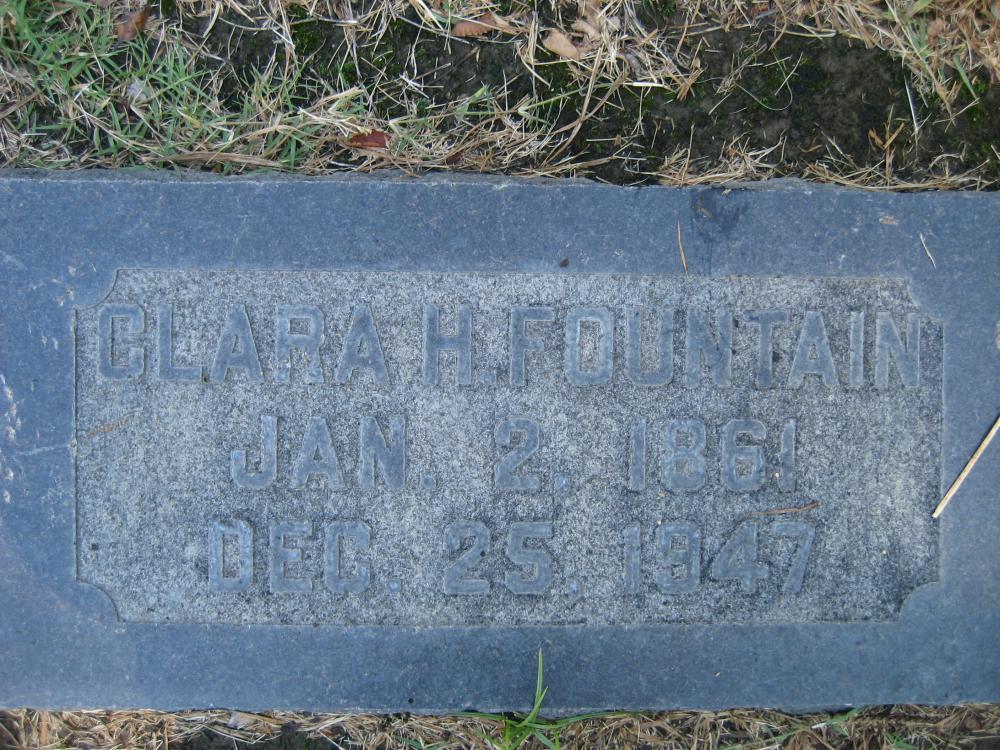 CLARA H. FOUNTAIN
JAN. 2. 1861
DEC. 25. 1947